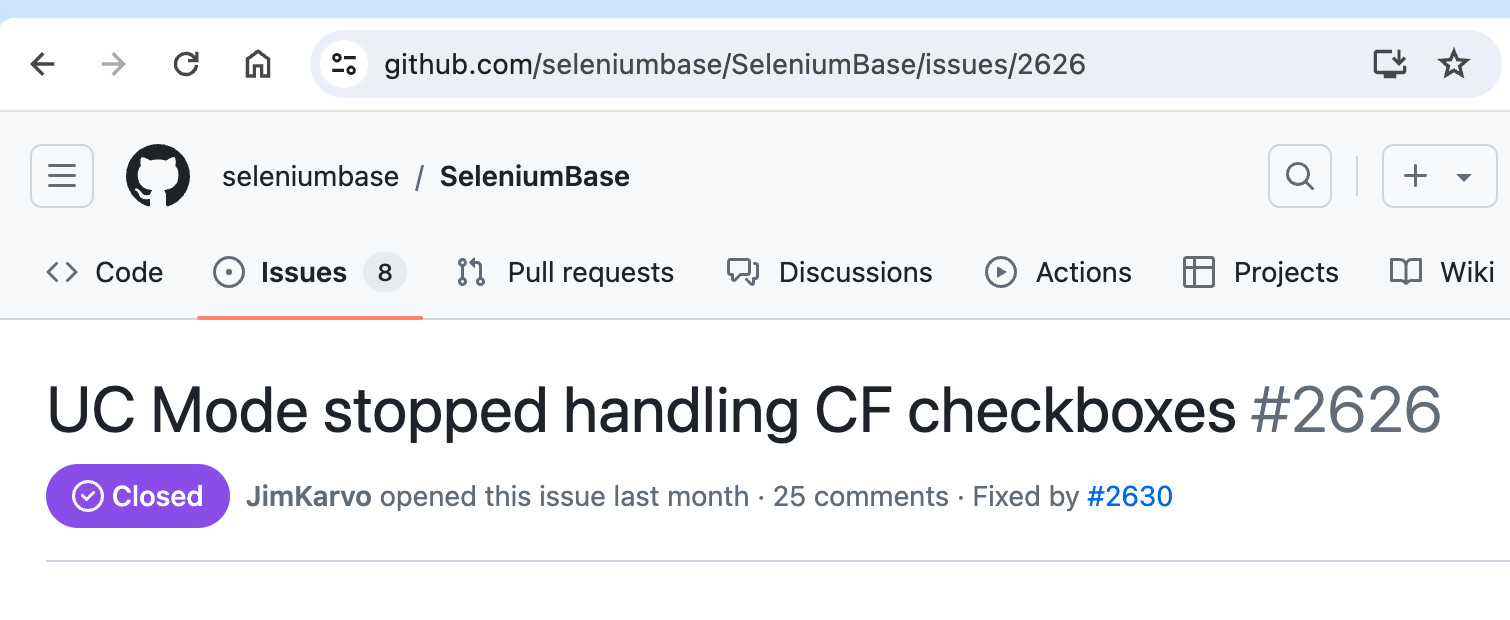 github.com/seleniumbase/SeleniumBase/issues/2626
seleniumbase / SeleniumBase
Code Issues 8 Pull requests Discussions Actions Projects Wiki
UC Mode stopped handling CF checkboxes #2626
Closed JimKarvo opened this issue last month · 25 comments · Fixed by #2630